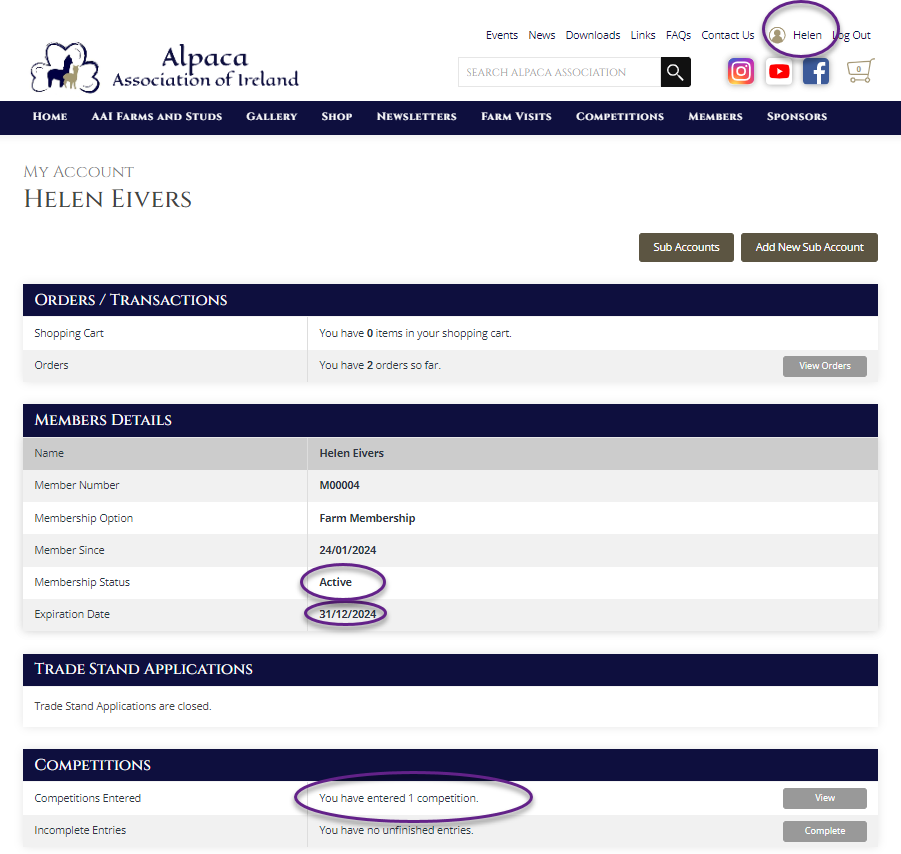 Events News Downloads Links FAQs Contact Us Helen Log Out
Alpaca
Association of Ireland
SEARCH ALPACA ASSOCIATION
0
HOME AAI FARMS AND STUDS GALLERY SHOP NEWSLETTERS FARM VISITS COMPETITIONS MEMBERS SPONSORS
MY ACCOUNT
HELEN EIVERS
Sub Accounts Add New Sub Account
ORDERS / TRANSACTIONS
Shopping Cart You have 0 items in your shopping cart.
Orders You have 2 orders so far. View Orders
MEMBERS DETAILS
Name Helen Eivers
Member Number M00004
Membership Option Farm Membership
Member Since 24/01/2024
Membership Status Active
Expiration Date 31/12/2024
TRADE STAND APPLICATIONS
Trade Stand Applications are closed.
COMPETITIONS
Competitions Entered You have entered 1 competition. View
Incomplete Entries You have no unfinished entries. Complete